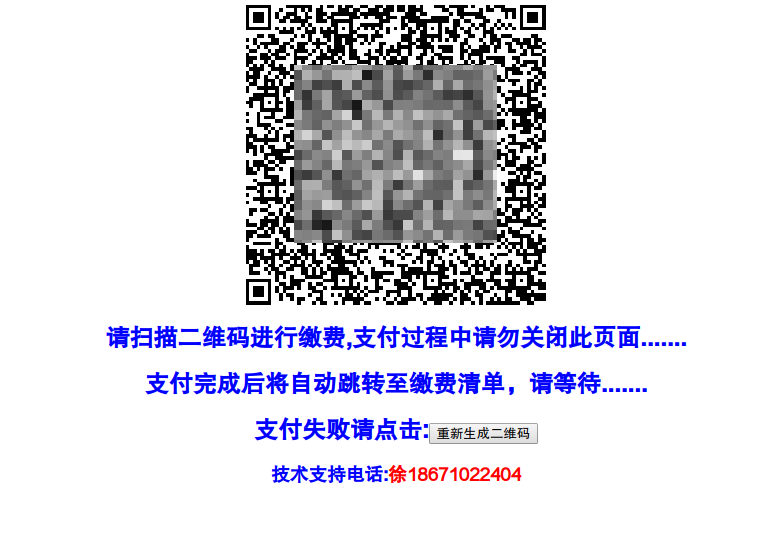 请扫描二维码进行缴费,支付过程中请勿关闭此页面.......
支付完成后将自动跳转至缴费清单，请等待.......
支付失败请点击:重新生成二维码
技术支持电话:徐18671022404